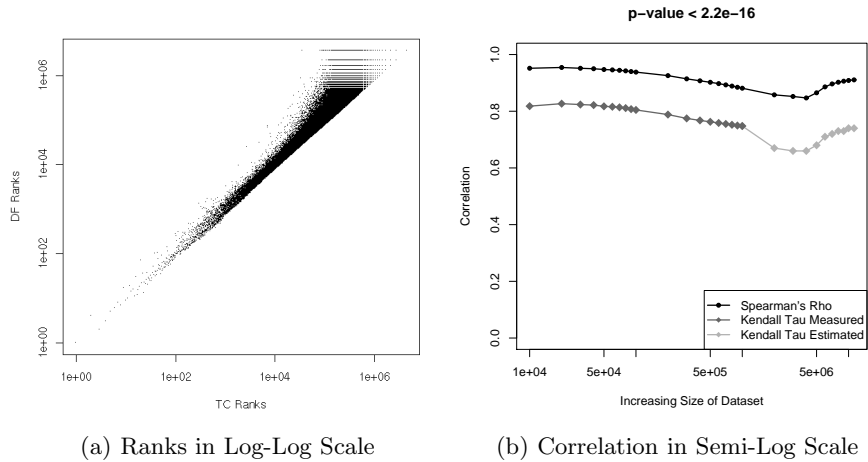 1e+06
1e+04
1e+02
1e+00
DF Ranks
1e+00 1e+02 1e+04 1e+06
TC Ranks
(a) Ranks in Log-Log Scale
p−value < 2.2e−16
1.0
0.8
0.6
0.4
0.2
0.0
Correlation
Spearman's Rho
Kendall Tau Measured
Kendall Tau Estimated
1e+04 5e+04 5e+05 5e+06
Increasing Size of Dataset
(b) Correlation in Semi-Log Scale